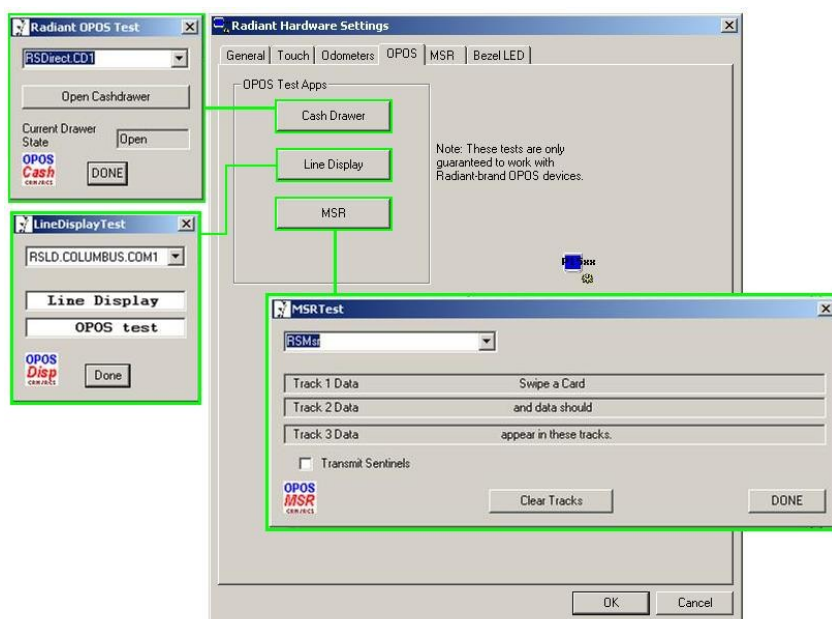 Radiant OPOS Test
RSDirect.CD1
Open Cashdrawer
Current Drawer
State
Open
OPOS
Cash
DONE
LineDisplayTest
RSLD.COLUMBUS.COM1
Line Display
OPOS test
OPOS
Disp
Done
Radiant Hardware Settings
General
Touch
Odometers
OPOS
MSR
Bezel LED
OPOS Test Apps
Cash Drawer
Line Display
MSR
Note: These tests are only
guaranteed to work with
Radiant-brand OPOS devices.
MSRTest
RSMsr
Track 1 Data Swipe a Card
Track 2 Data and data should
Track 3 Data appear in these tracks.
Transmit Sentinels
OPOS
MSR
Clear Tracks
DONE
OK
Cancel